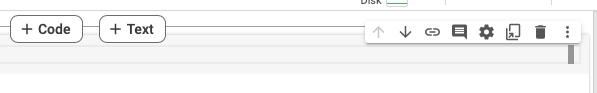 Disk
+ Code + Text